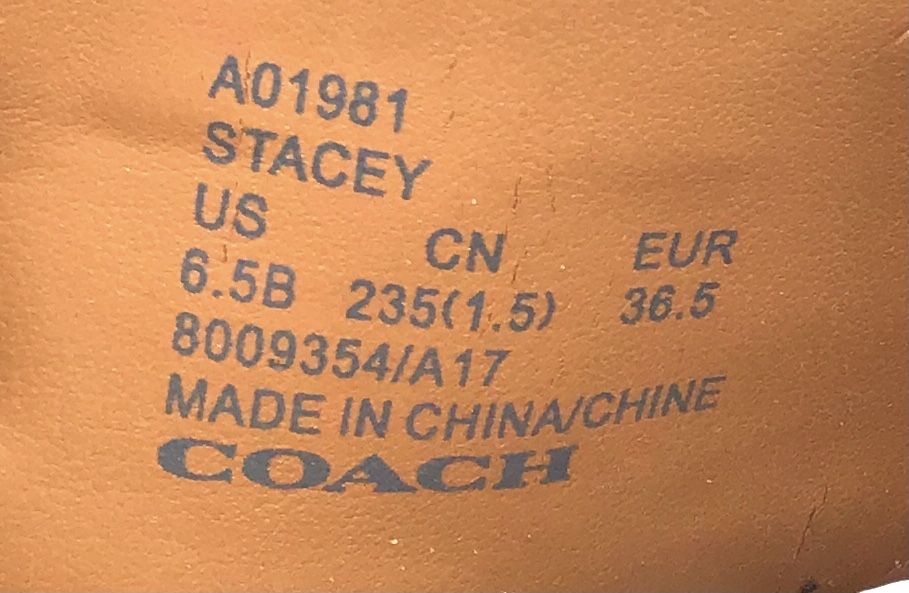 A01981
STACEY
US CN EUR
6.5B 235(1.5) 36.5
8009354/A17
MADE IN CHINA/CHINE
COACH